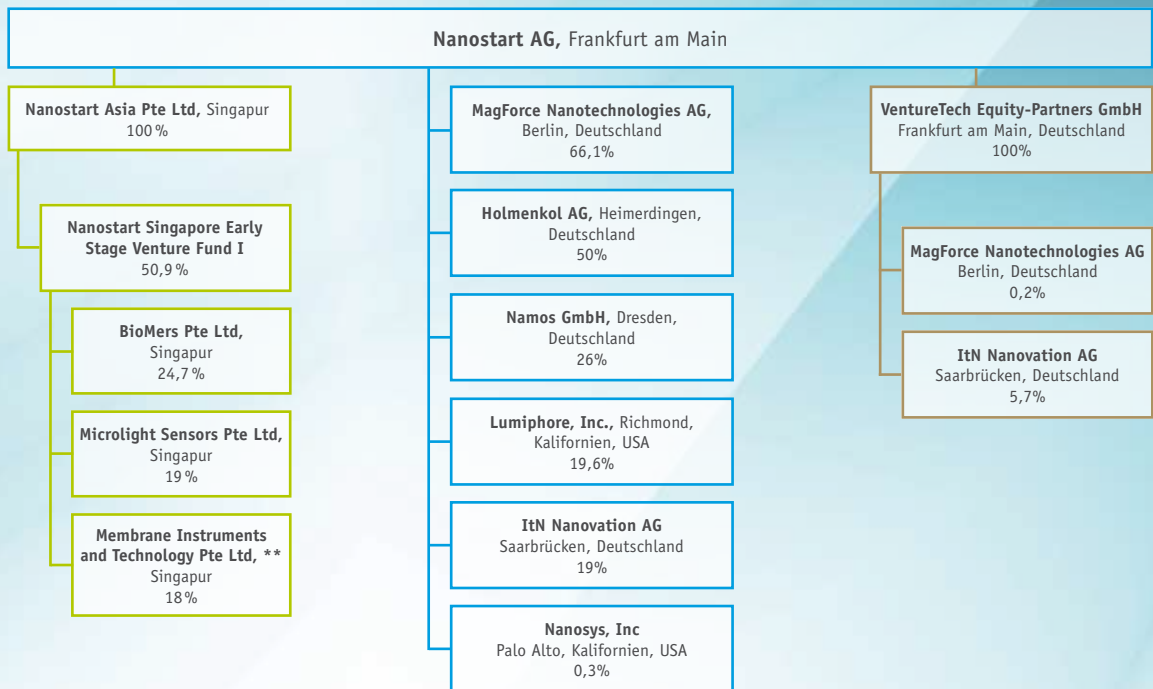 Nanostart AG, Frankfurt am Main
Nanostart Asia Pte Ltd, Singapur
100 %
Nanostart Singapore Early
Stage Venture Fund I
50,9 %
BioMers Pte Ltd,
Singapur
24,7 %
Microlight Sensors Pte Ltd,
Singapur
19 %
Membrane Instruments
and Technology Pte Ltd, **
Singapur
18 %
MagForce Nanotechnologies AG,
Berlin, Deutschland
66,1%
Holmenkol AG, Heimerdingen,
Deutschland
50%
Namos GmbH, Dresden,
Deutschland
26%
Lumiphore, Inc., Richmond,
Kalifornien, USA
19,6%
ItN Nanovation AG
Saarbrücken, Deutschland
19%
Nanosys, Inc
Palo Alto, Kalifornien, USA
0,3%
VentureTech Equity-Partners GmbH
Frankfurt am Main, Deutschland
100%
MagForce Nanotechnologies AG
Berlin, Deutschland
0,2%
ItN Nanovation AG
Saarbrücken, Deutschland
5,7%